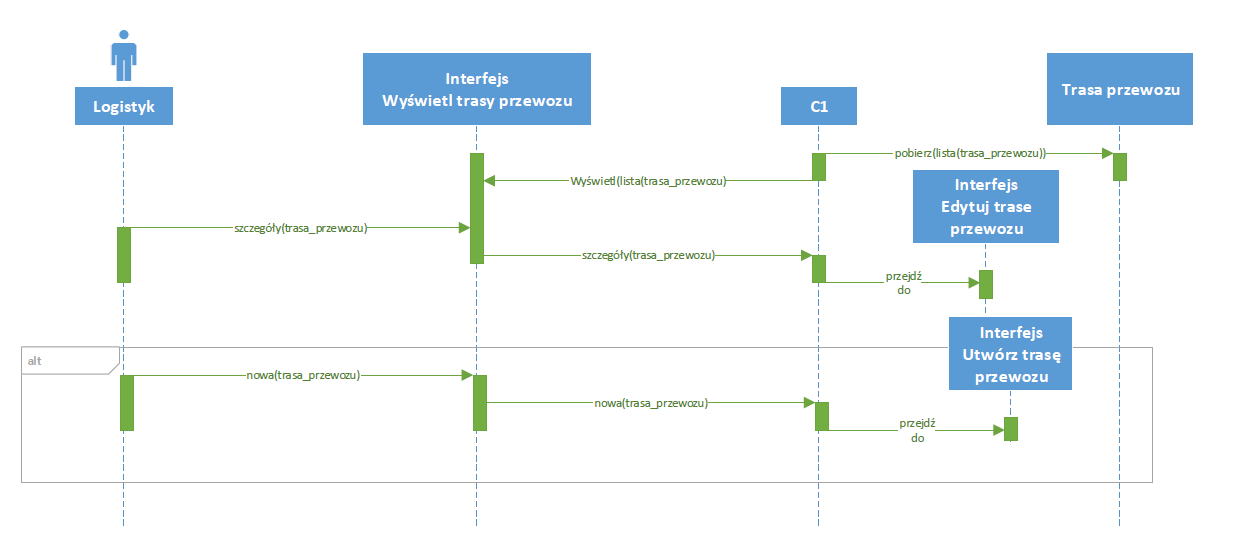 Logistyk
Interfejs
Wyświetl trasy przewozu
C1
Trasa przewozu
pobierz(lista(trasa_przewozu))
Wyświetl(lista(trasa_przewozu)
Interfejs
Edytuj trase
przewozu
szczegóły(trasa_przewozu)
szczegóły(trasa_przewozu)
przejdź
do
Interfejs
Utwórz trasę
przewozu
alt
nowa(trasa_przewozu)
nowa(trasa_przewozu)
przejdź
do